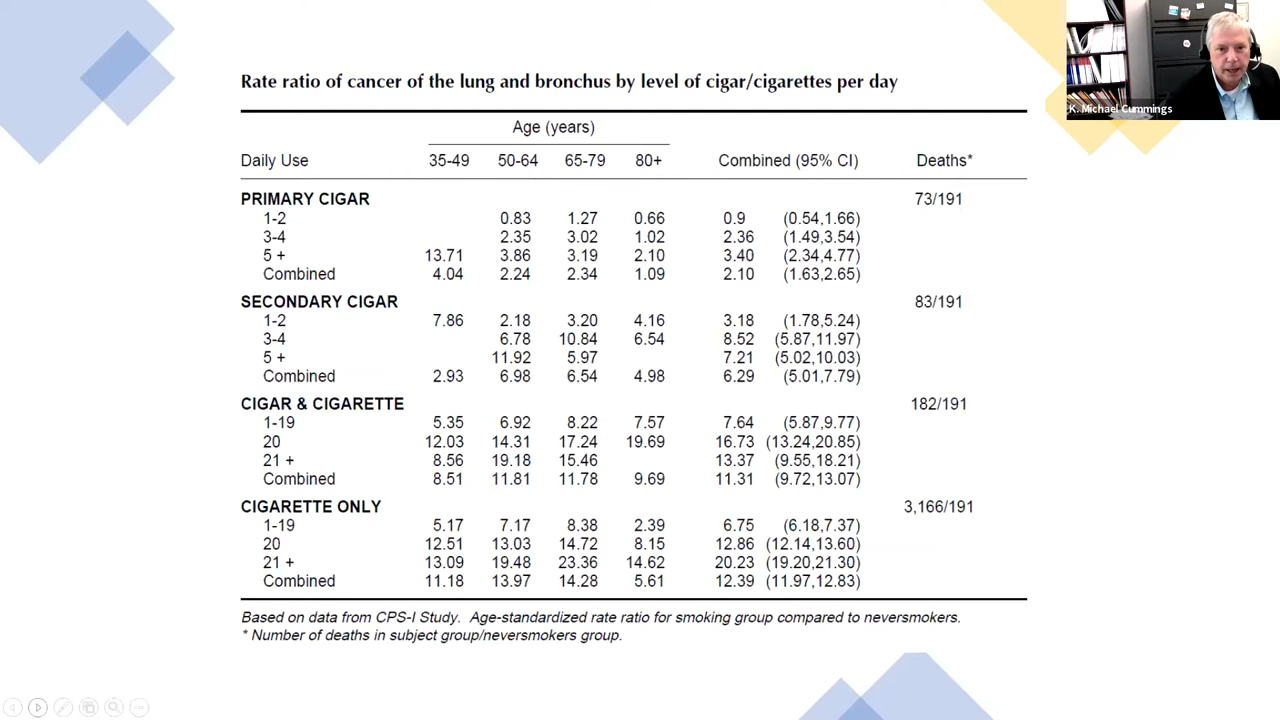 K. Michael Cummings
Rate ratio of cancer of the lung and bronchus by level of cigar/cigarettes per day
Age (years)
Daily Use 35-49 50-64 65-79 80+ Combined (95% CI) Deaths*
PRIMARY CIGAR 73/191
1-2 0.83 1.27 0.66 0.9 (0.54,1.66)
3-4 2.35 3.02 1.02 2.36 (1.49,3.54)
5 + 13.71 3.86 3.19 2.10 3.40 (2.34,4.77)
Combined 4.04 2.24 2.34 1.09 2.10 (1.63,2.65)
SECONDARY CIGAR 83/191
1-2 7.86 2.18 3.20 4.16 3.18 (1.78,5.24)
3-4 6.78 10.84 6.54 8.52 (5.87,11.97)
5 + 11.92 5.97 7.21 (5.02,10.03)
Combined 2.93 6.98 6.54 4.98 6.29 (5.01,7.79)
CIGAR & CIGARETTE 182/191
1-19 5.35 6.92 8.22 7.57 7.64 (5.87,9.77)
20 12.03 14.31 17.24 19.69 16.73 (13.24,20.85)
21 + 8.56 19.18 15.46 13.37 (9.55,18.21)
Combined 8.51 11.81 11.78 9.69 11.31 (9.72,13.07)
CIGARETTE ONLY 3,166/191
1-19 5.17 7.17 8.38 2.39 6.75 (6.18,7.37)
20 12.51 13.03 14.72 8.15 12.86 (12.14,13.60)
21 + 13.09 19.48 23.36 14.62 20.23 (19.20,21.30)
Combined 11.18 13.97 14.28 5.61 12.39 (11.97,12.83)
Based on data from CPS-I Study. Age-standardized rate ratio for smoking group compared to neversmokers.
* Number of deaths in subject group/neversmokers group.